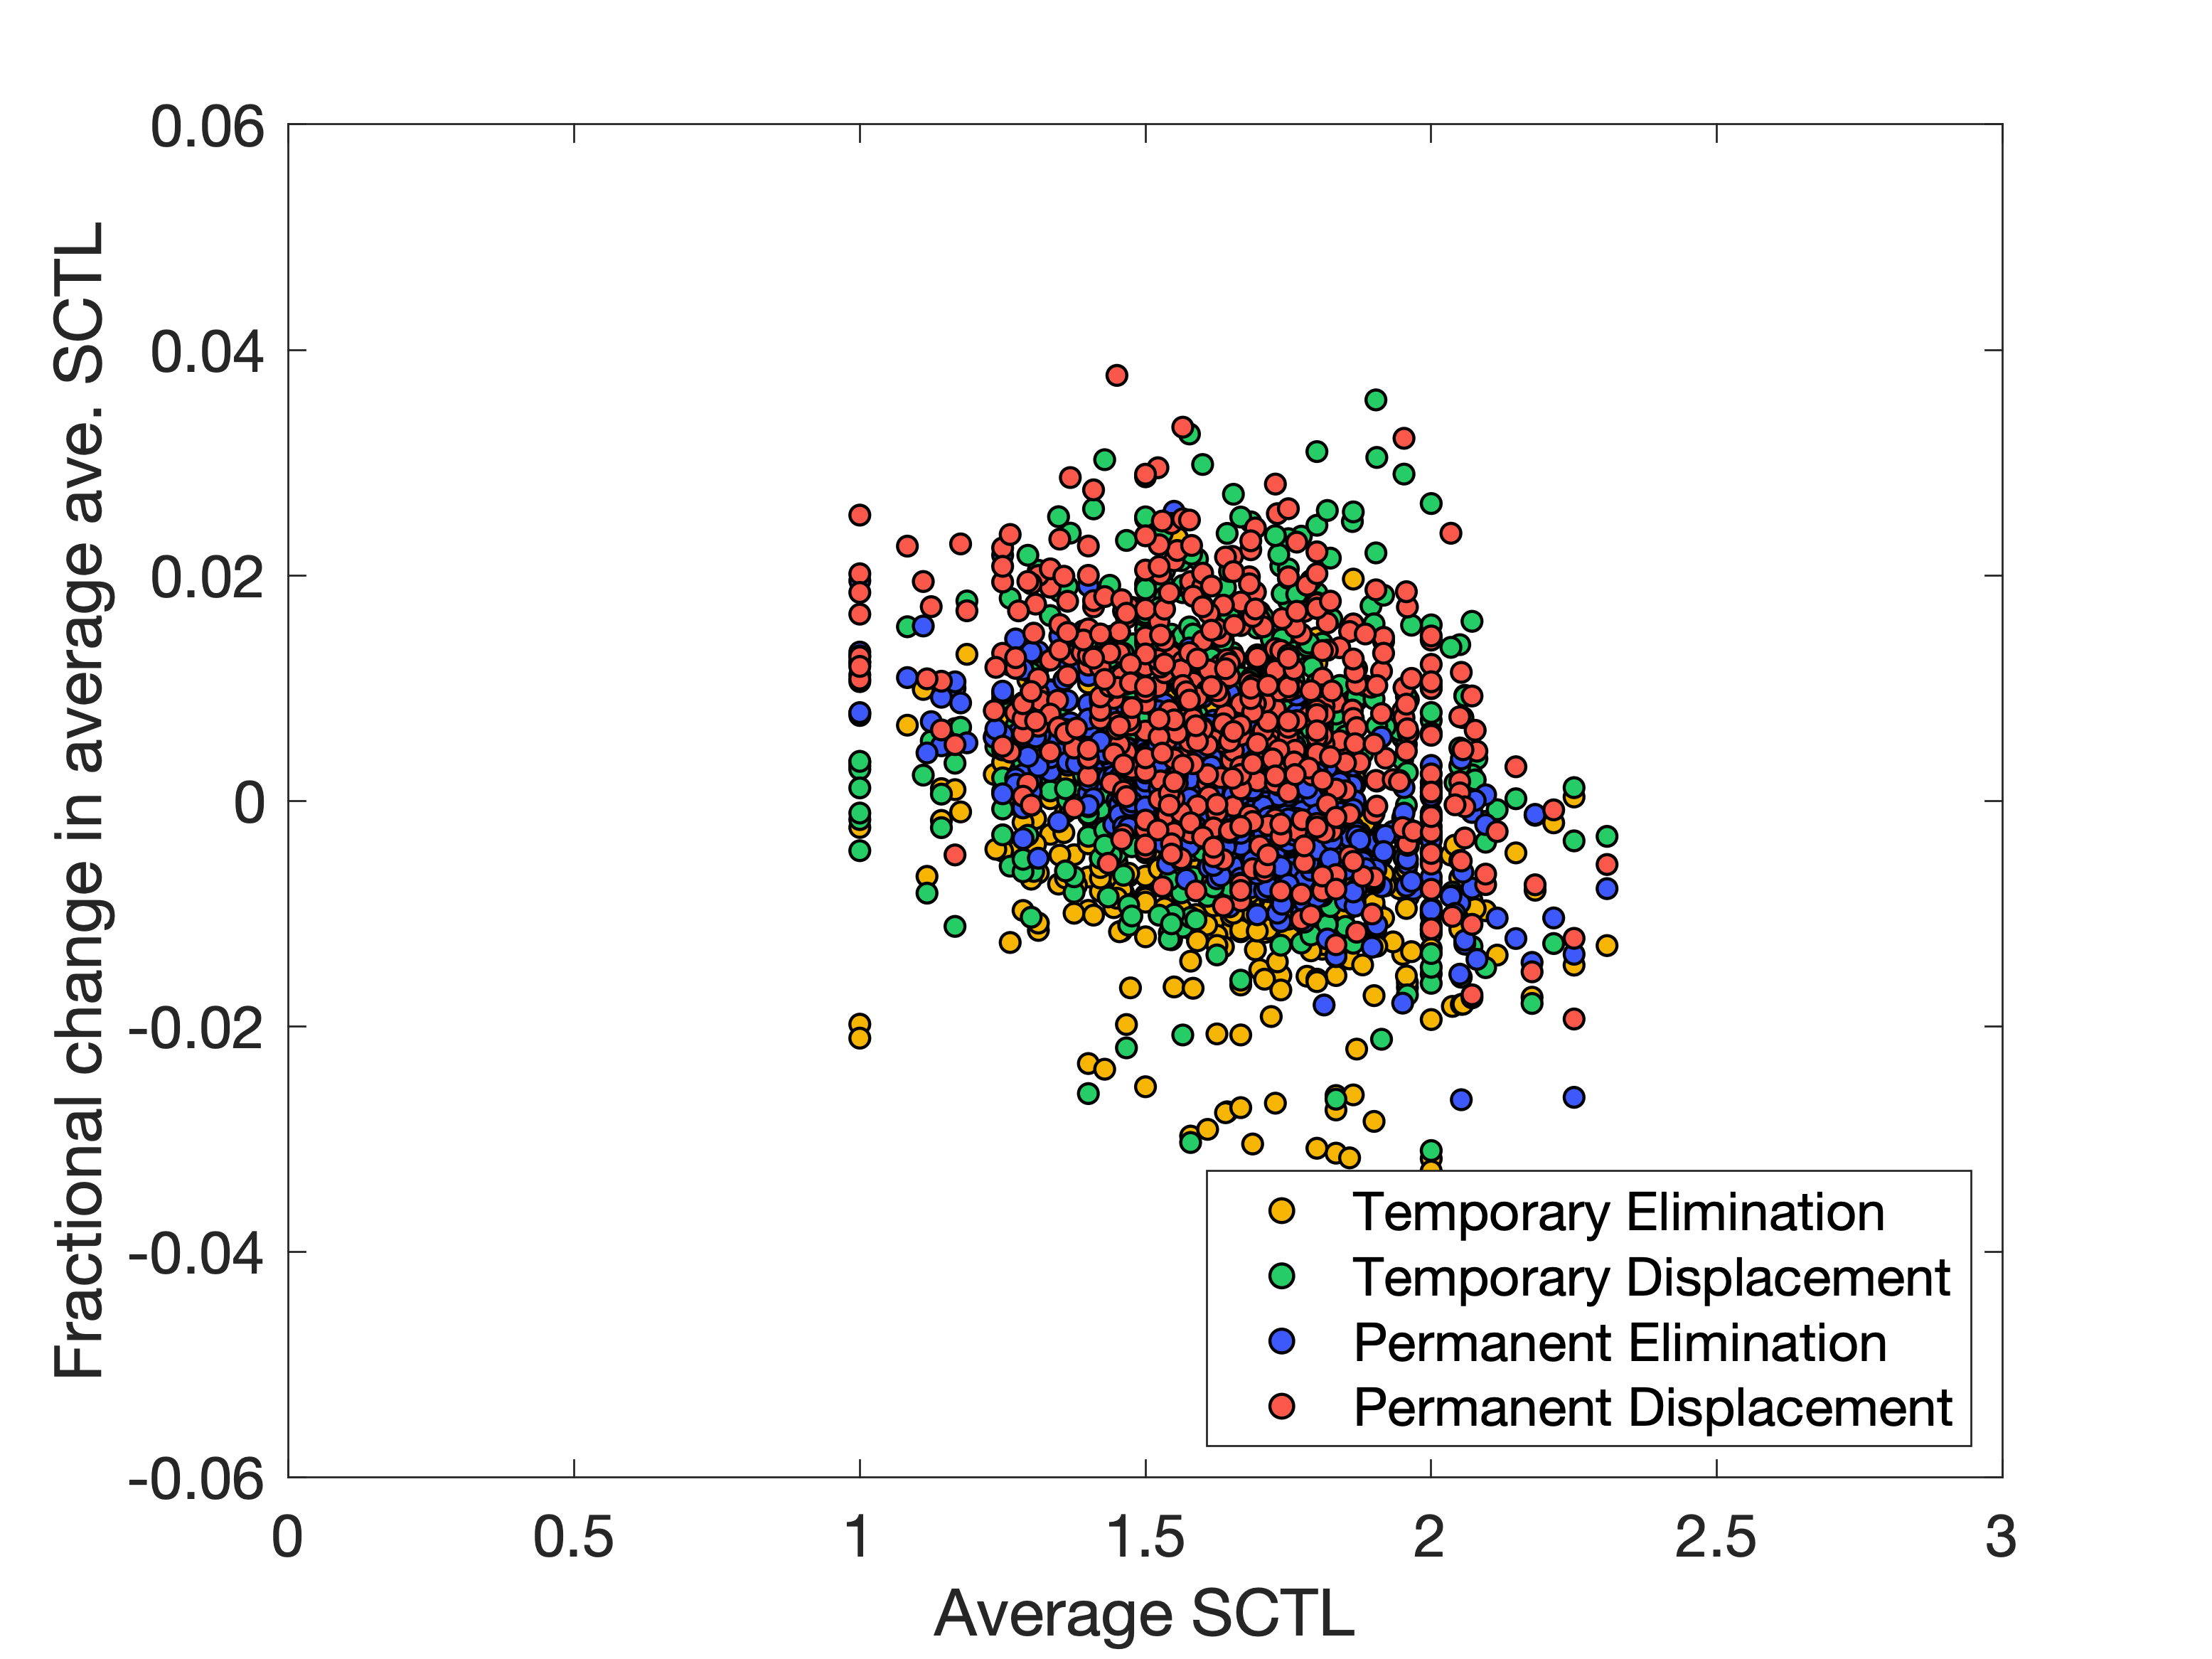 Fractional change in average ave. SCTL
0.06
0.04
0.02
0
-0.02
-0.04
-0.06
0
0.5
1
1.5
2
2.5
3
Average SCTL
Temporary Elimination
Temporary Displacement
Permanent Elimination
Permanent Displacement